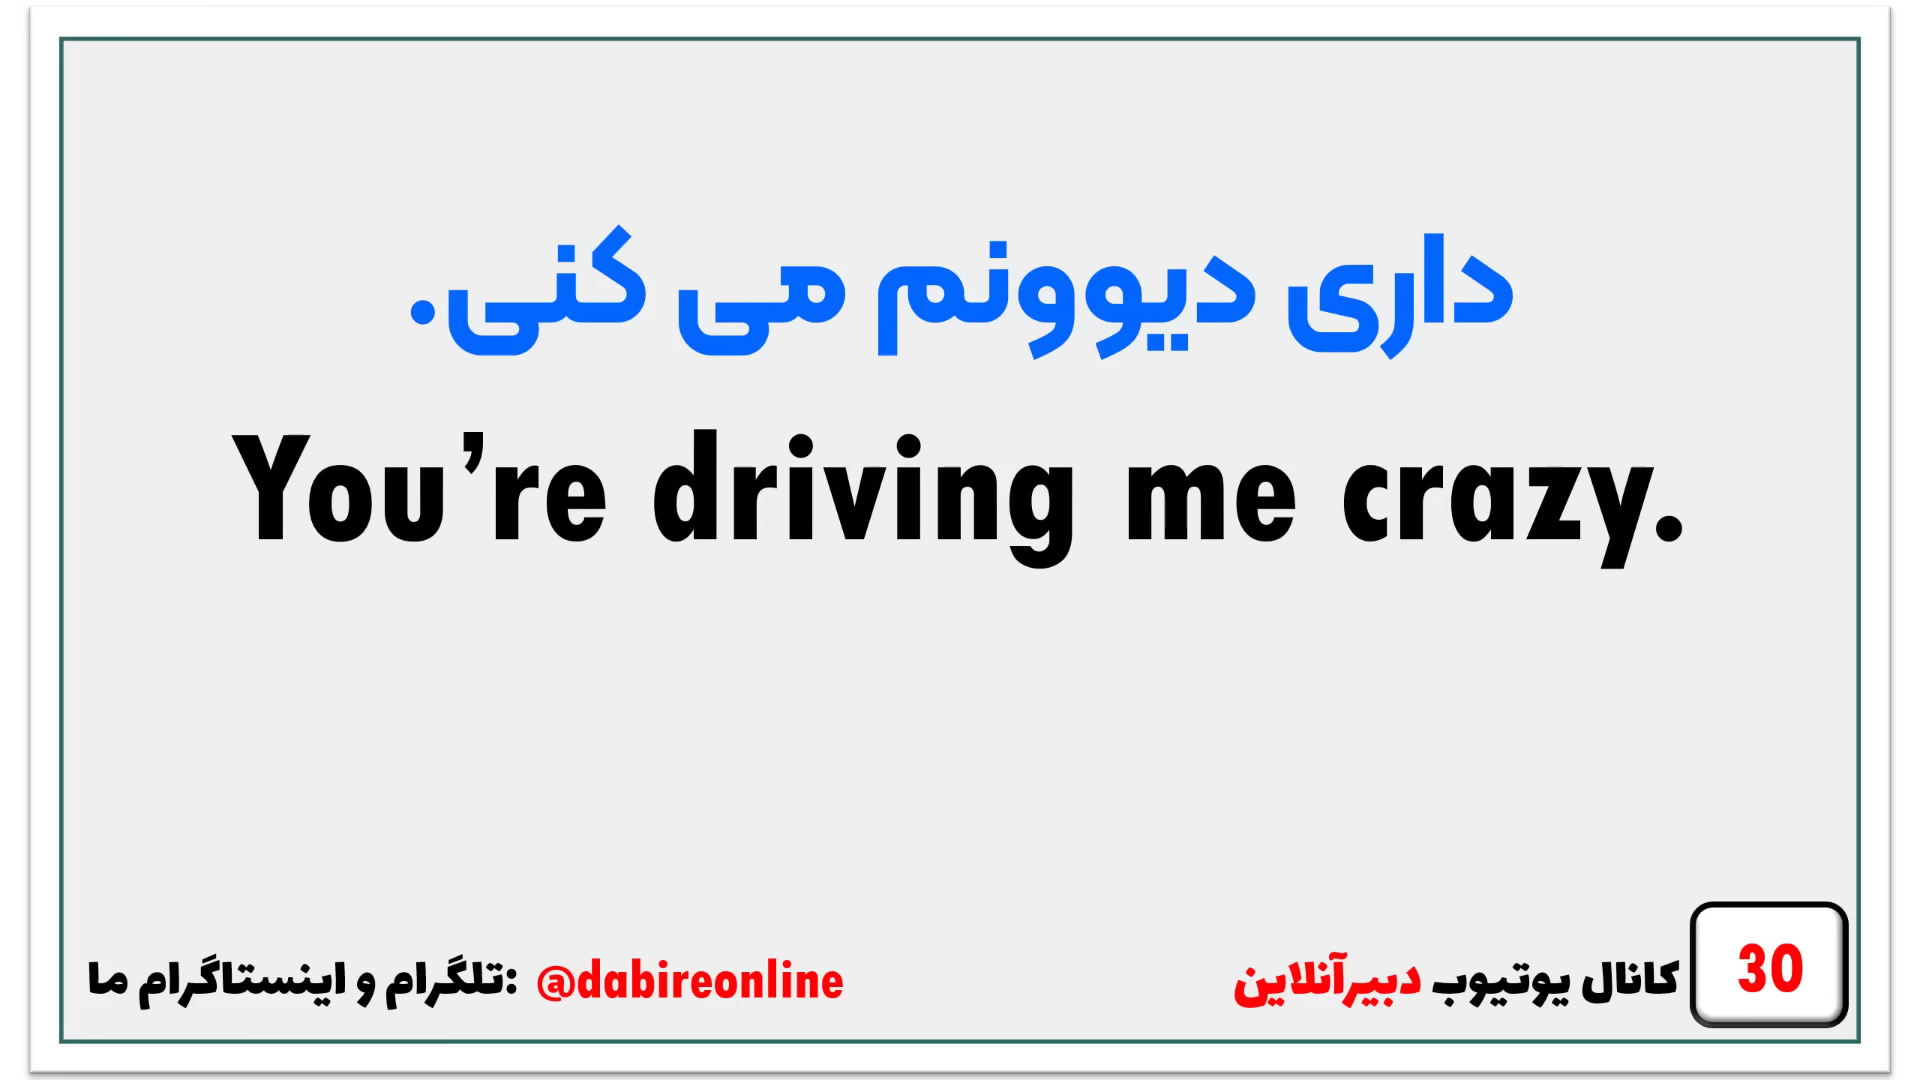 داری دیوونم می کنی.
You’re driving me crazy.
تلگرام و اینستاگرام ما: @dabireonline
کانال یوتیوب دبیرآنلاین
30